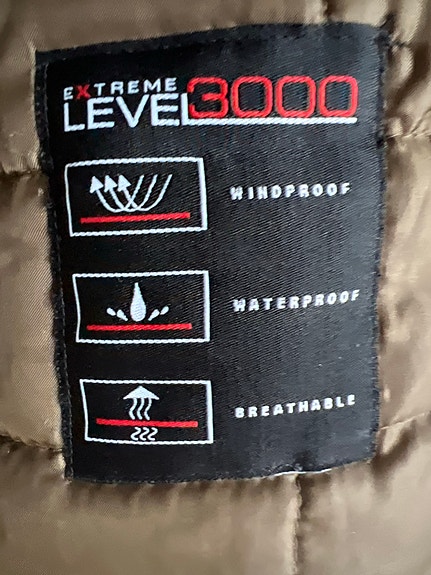 EXTREME
LEVEL3000
WINDPROOF
WATERPROOF
BREATHABLE